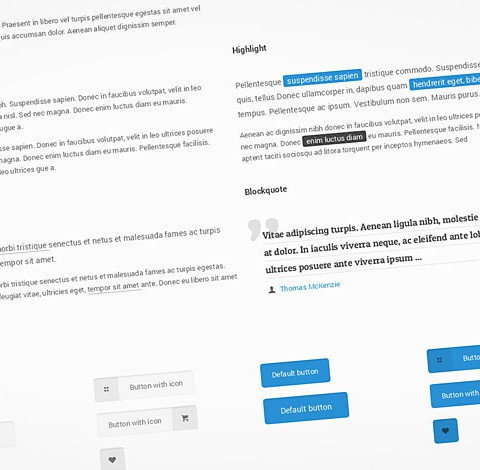 Praesent in libero vel turpis pellentesque egestas sit amet vel
uis accumsan dolor. Aenean aliquet dignissim semper.
ph. Suspendisse sapien. Donec in faucibus volutpat, velit in leo
a nisl. Sed nec magna. Donec enim luctus diam eu mauris.
ugue a.
sse sapien. Donec in faucibus volutpat, velit in leo ultrices posuere
magna. Donec enim luctus diam eu mauris. Pellentesque facilisis.
leo ultrices gue a.
orbi tristique senectus et netus et malesuada fames ac turpis
tempor sit amet.
rbi tristique senectus et netus et malesuada fames ac turpis egestas.
feugiat vitae, ultricies eget, tempor sit amet ante. Donec eu libero sit amet
Highlight
Pellentesque suspendisse sapien tristique commodo. Suspendisse
quis, tellus.Donec ullamcorper in, dapibus quam hendrerit eget, bibe
tempus. Pellentesque ac ipsum. Vestibulum non sem. Mauris purus.
Aenean ac dignissim nibh donec in faucibus volutpat, velit in leo ultrices
nec magna. Donec enim luctus diam eu mauris. Pellentesque facilisis.
aptent taciti sociosqu ad litora torquent per inceptos hymenaeos. Sed
Blockquote
Vitae adipiscing turpis. Aenean ligula nibh, molestie
at dolor. In iaculis viverra neque, ac eleifend ante lob
ultrices posuere ante viverra ipsum ...
Thomas McKenzie
Button with icon
Button with icon
Default button
Default button
Butto
Button with